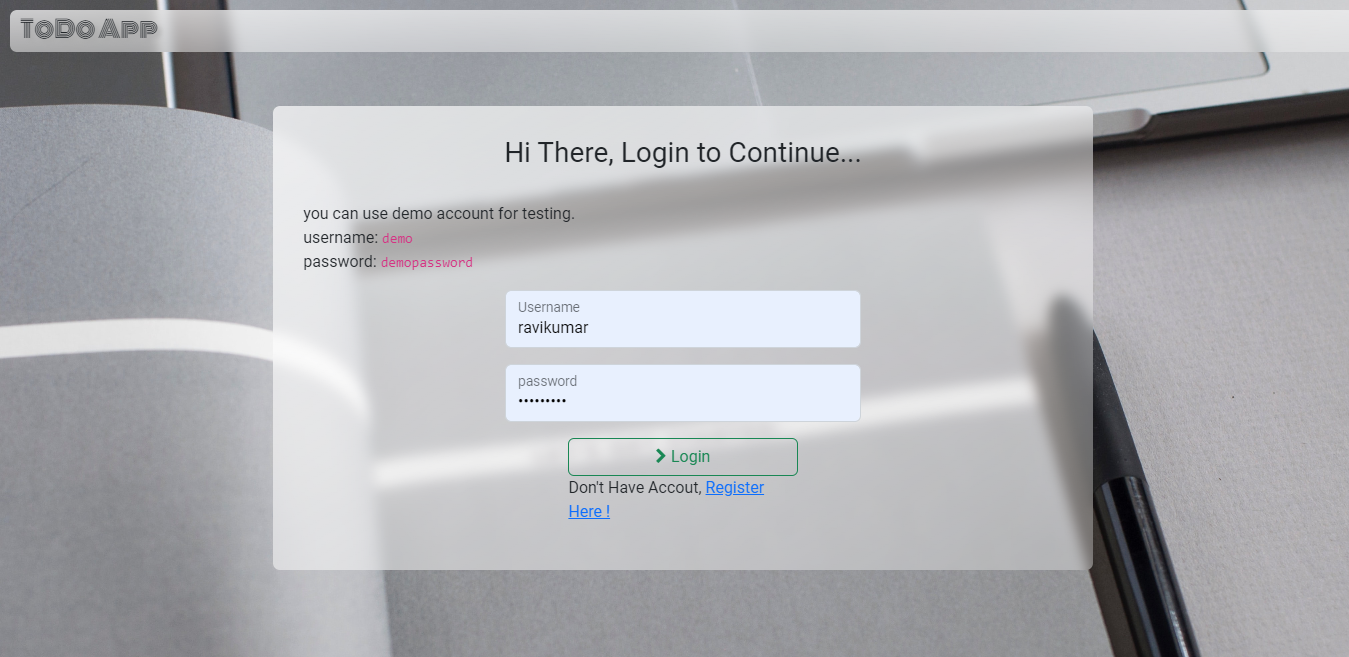 ToDo App
Hi There, Login to Continue...
you can use demo account for testing.
username: demo
password: demopassword
Username
ravikumar
password
•••••••••
Login
Don't Have Accout, Register
Here !